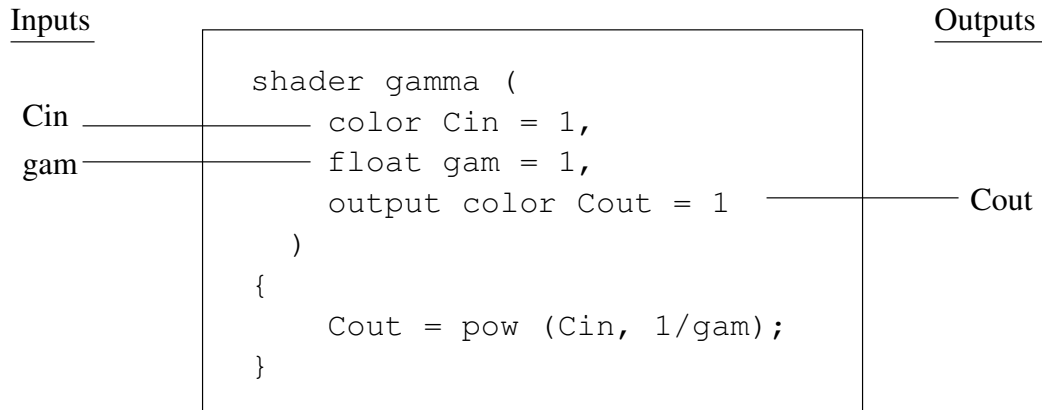 Inputs
Outputs
shader gamma (
Cin
color Cin = 1,
gam
float gam = 1,
output color Cout = 1
Cout
)
{
Cout = pow (Cin, 1/gam);
}